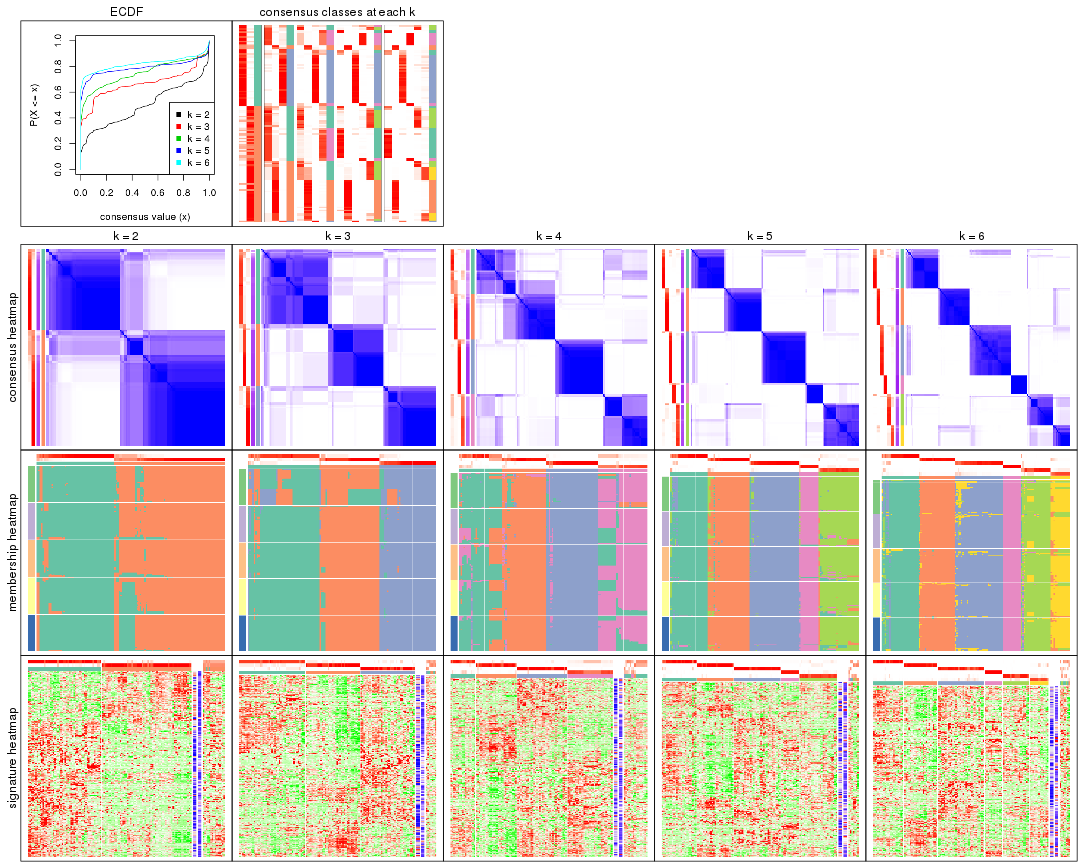 ECDF
consensus classes at each k
P(X <= x)
0.0 0.2 0.4 0.6 0.8 1.0
k = 2
k = 3
k = 4
k = 5
k = 6
0.0 0.2 0.4 0.6 0.8 1.0
consensus value (x)
k = 2 k = 3 k = 4 k = 5 k = 6
consensus heatmap
membership heatmap
signature heatmap